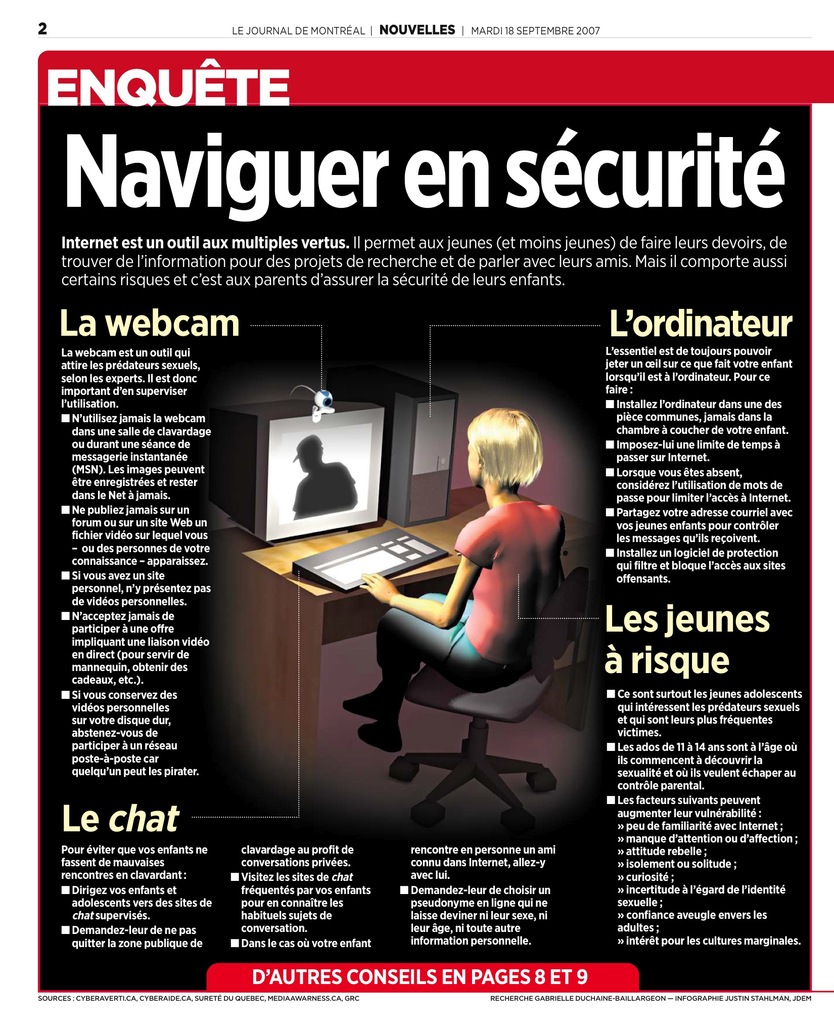 2
LE JOURNAL DE MONTRÉAL | NOUVELLES | MARDI 18 SEPTEMBRE 2007
ENQUÊTE
Naviguer en sécurité
Internet est un outil aux multiples vertus. Il permet aux jeunes (et moins jeunes) de faire leurs devoirs, de
trouver de l'information pour des projets de recherche et de parler avec leurs amis. Mais il comporte aussi
certains risques et c'est aux parents d'assurer la sécurité de leurs enfants.
La webcam
La webcam est un outil qui
attire les prédateurs sexuels,
selon les experts. Il est donc
important d'en superviser
l'utilisation.
■ N'utilisez jamais la webcam
dans une salle de clavardage
ou durant une séance de
messagerie instantanée
(MSN). Les images peuvent
être enregistrées et rester
dans le Net à jamais.
■ Ne publiez jamais sur un
forum ou sur un site Web un
fichier vidéo sur lequel vous
– ou des personnes de votre
connaissance – apparaissez.
■ Si vous avez un site
personnel, n'y présentez pas
de vidéos personnelles.
■ N'acceptez jamais de
participer à une offre
impliquant une liaison vidéo
en direct (pour servir de
mannequin, obtenir des
cadeaux, etc.).
■ Si vous conservez des
vidéos personnelles
sur votre disque dur,
abstenez-vous de
participer à un réseau
poste-à-poste car
quelqu'un peut les pirater.
L'ordinateur
L'essentiel est de toujours pouvoir
jeter un œil sur ce que fait votre enfant
lorsqu'il est à l'ordinateur. Pour ce
faire :
■ Installez l'ordinateur dans une des
pièce communes, jamais dans la
chambre à coucher de votre enfant.
■ Imposez-lui une limite de temps à
passer sur Internet.
■ Lorsque vous êtes absent,
considérez l'utilisation de mots de
passe pour limiter l'accès à Internet.
■ Partagez votre adresse courriel avec
vos jeunes enfants pour contrôler
les messages qu'ils reçoivent.
■ Installez un logiciel de protection
qui filtre et bloque l'accès aux sites
offensants.
Les jeunes
à risque
■ Ce sont surtout les jeunes adolescents
qui intéressent les prédateurs sexuels
et qui sont leurs plus fréquentes
victimes.
■ Les ados de 11 à 14 ans sont à l'âge où
ils commencent à découvrir la
sexualité et où ils veulent échapper au
contrôle parental.
■ Les facteurs suivants peuvent
augmenter leur vulnérabilité :
» peu de familiarité avec Internet ;
» manque d'attention ou d'affection ;
» attitude rebelle ;
» isolement ou solitude ;
» curiosité ;
» incertitude à l'égard de l'identité
sexuelle ;
» confiance aveugle envers les
adultes ;
» intérêt pour les cultures marginales.
Le chat
Pour éviter que vos enfants ne
fassent de mauvaises
rencontres en clavardant :
■ Dirigez vos enfants et
adolescents vers des sites de
chat supervisés.
■ Demandez-leur de ne pas
quitter la zone publique de
clavardage au profit de
conversations privées.
■ Visitez les sites de chat
fréquentés par vos enfants
pour en connaître les
habituels sujets de
conversation.
■ Dans le cas où votre enfant
rencontre en personne un ami
connu dans Internet, allez-y
avec lui.
■ Demandez-leur de choisir un
pseudonyme en ligne qui ne
laisse deviner ni leur sexe, ni
leur âge, ni toute autre
information personnelle.
D'AUTRES CONSEILS EN PAGES 8 ET 9
SOURCES : CYBERAVERTI.CA, CYBERAIDE.CA, SURETÉ DU QUEBEC, MEDIAAWARNESS.CA, GRC
RECHERCHE GABRIELLE DUCHAINE-BAILLARGEON — INFOGRAPHIE JUSTIN STAHLMAN, JDEM